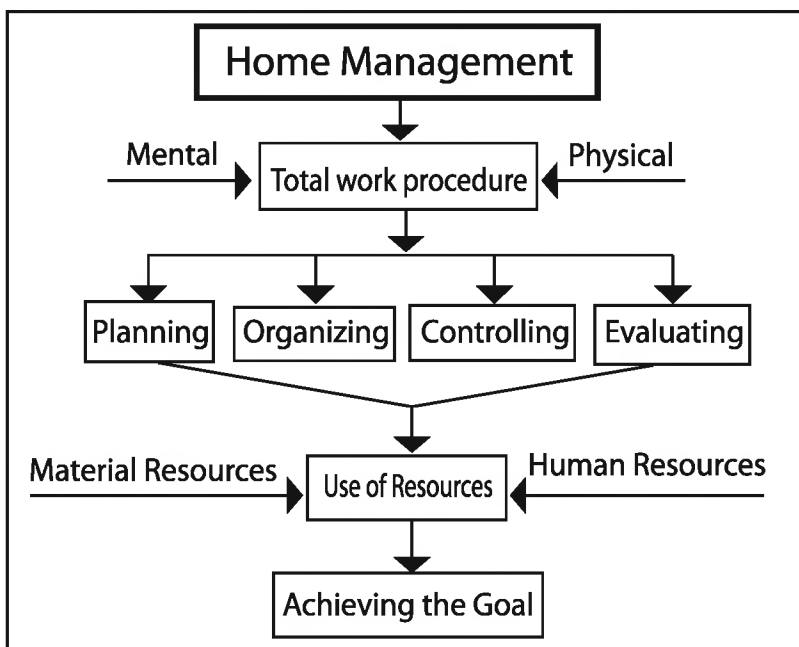 Home Management
Mental
Physical
Total work procedure
Planning
Organizing
Controlling
Evaluating
Material Resources
Human Resources
Use of Resources
Achieving the Goal